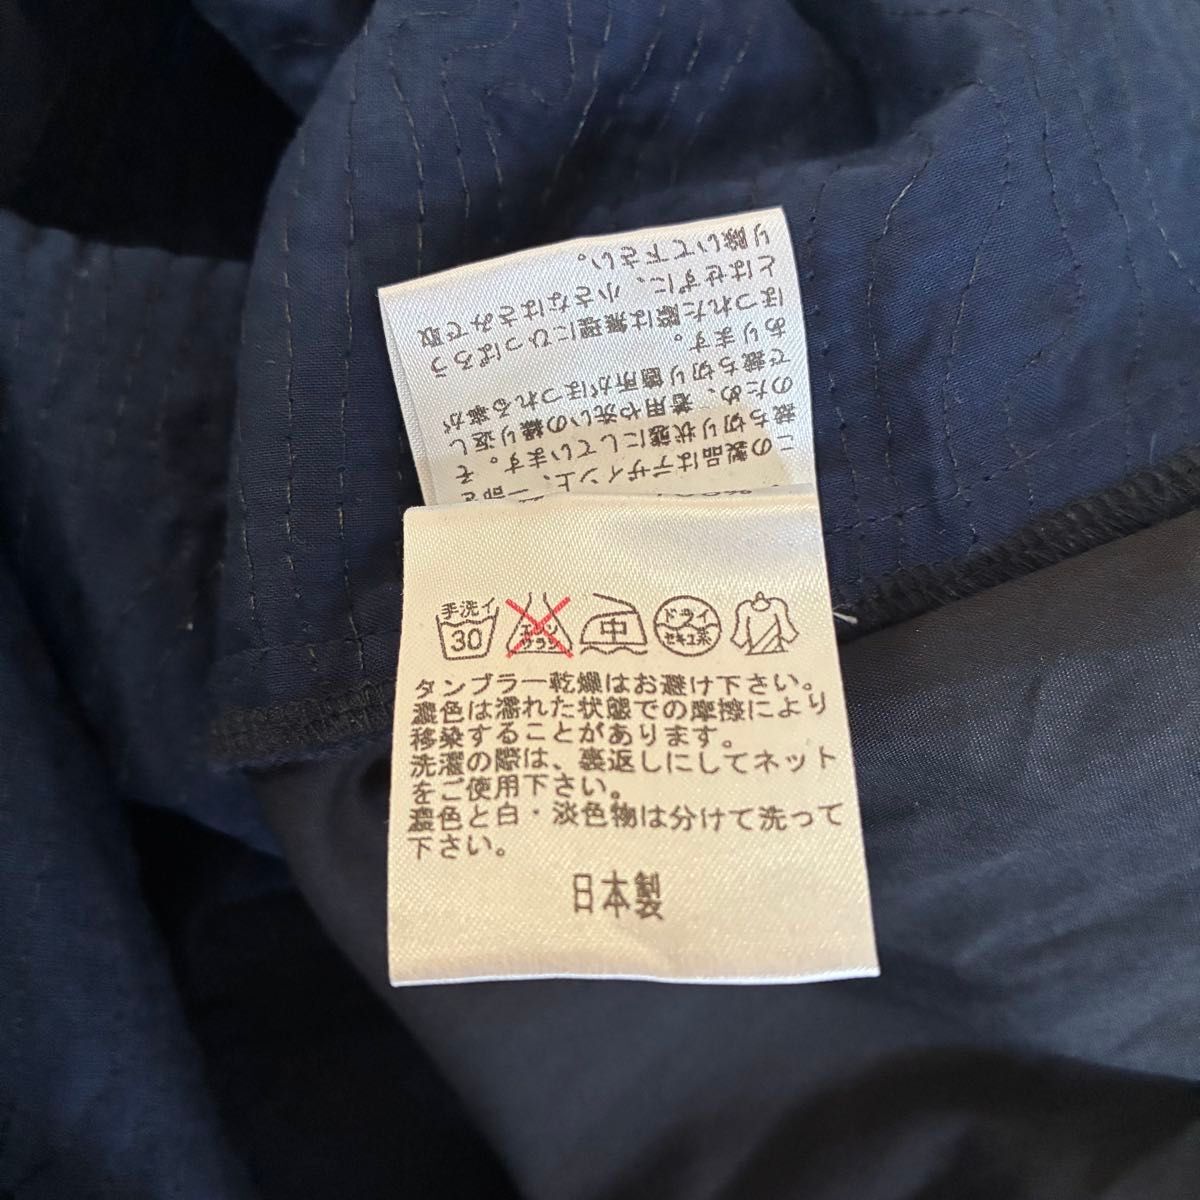 この製品はデザイン上、一部を
裁ち切り状態にしています。そ
のため、着用や洗いの繰り返し
で裁ち切り箇所がほつれる事が
あります。
ほつれた際は無理にひっぱろう
とはせずに、小さなはさみで取
り除いて下さい。
手洗イ
30
エンソ
サラシ
中
ドライ
セキユ系
タンブラー乾燥はお避け下さい。
濃色は濡れた状態での摩擦により
移染することがあります。
洗濯の際は、裏返しにしてネット
をご使用下さい。
濃色と白・淡色物は分けて洗って
下さい。
日本製